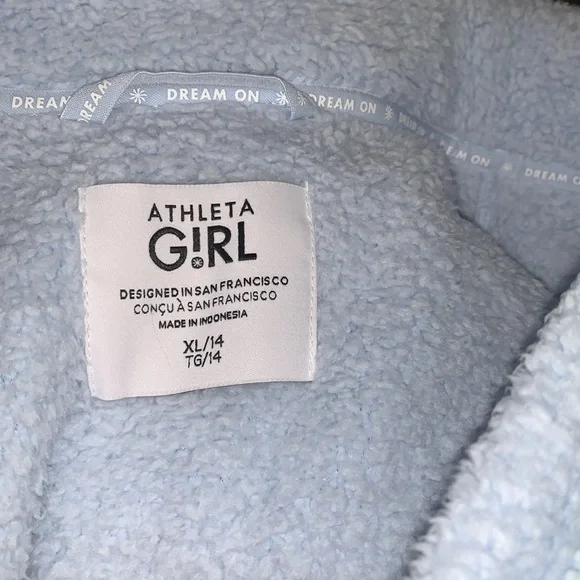 DREAM
DREAM
DREAM ON
DREAM ON
DREAM ON
ATHLETA
G!RL
DESIGNED IN SAN FRANCISCO
CONÇU À SAN FRANCISCO
MADE IN INDONESIA
XL/14
TG/14